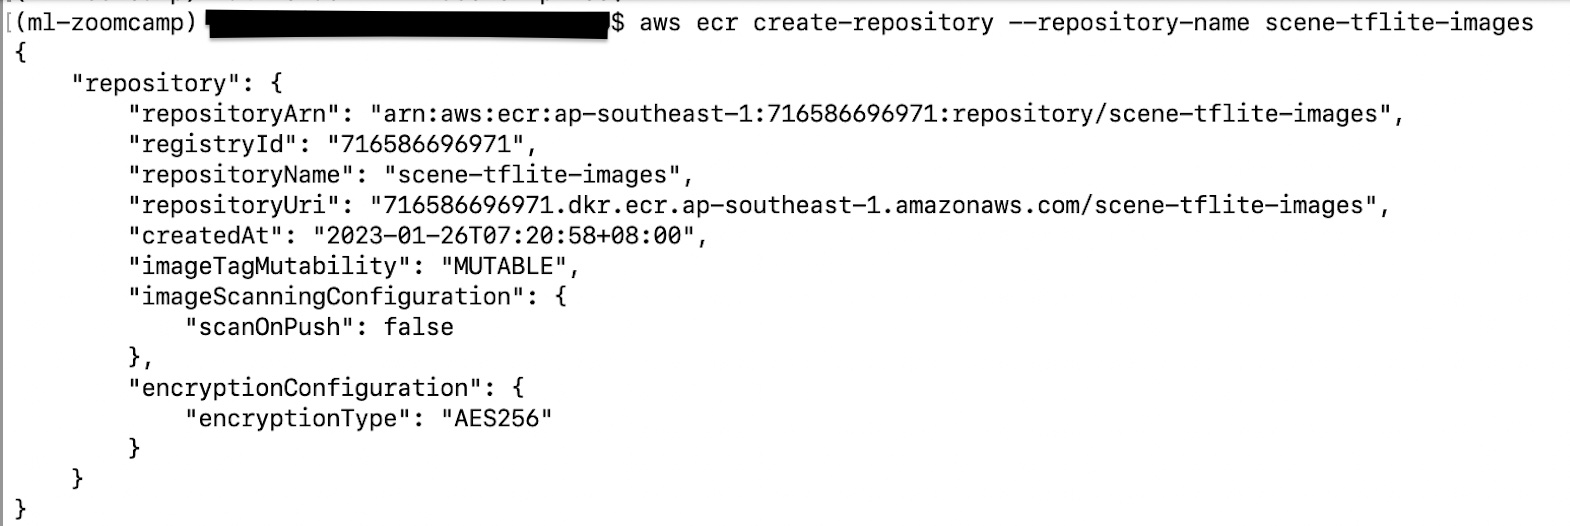 (ml-zoomcamp) $ aws ecr create-repository --repository-name scene-tflite-images
{
    "repository": {
        "repositoryArn": "arn:aws:ecr:ap-southeast-1:716586696971:repository/scene-tflite-images",
        "registryId": "716586696971",
        "repositoryName": "scene-tflite-images",
        "repositoryUri": "716586696971.dkr.ecr.ap-southeast-1.amazonaws.com/scene-tflite-images",
        "createdAt": "2023-01-26T07:20:58+08:00",
        "imageTagMutability": "MUTABLE",
        "imageScanningConfiguration": {
            "scanOnPush": false
        },
        "encryptionConfiguration": {
            "encryptionType": "AES256"
        }
    }
}